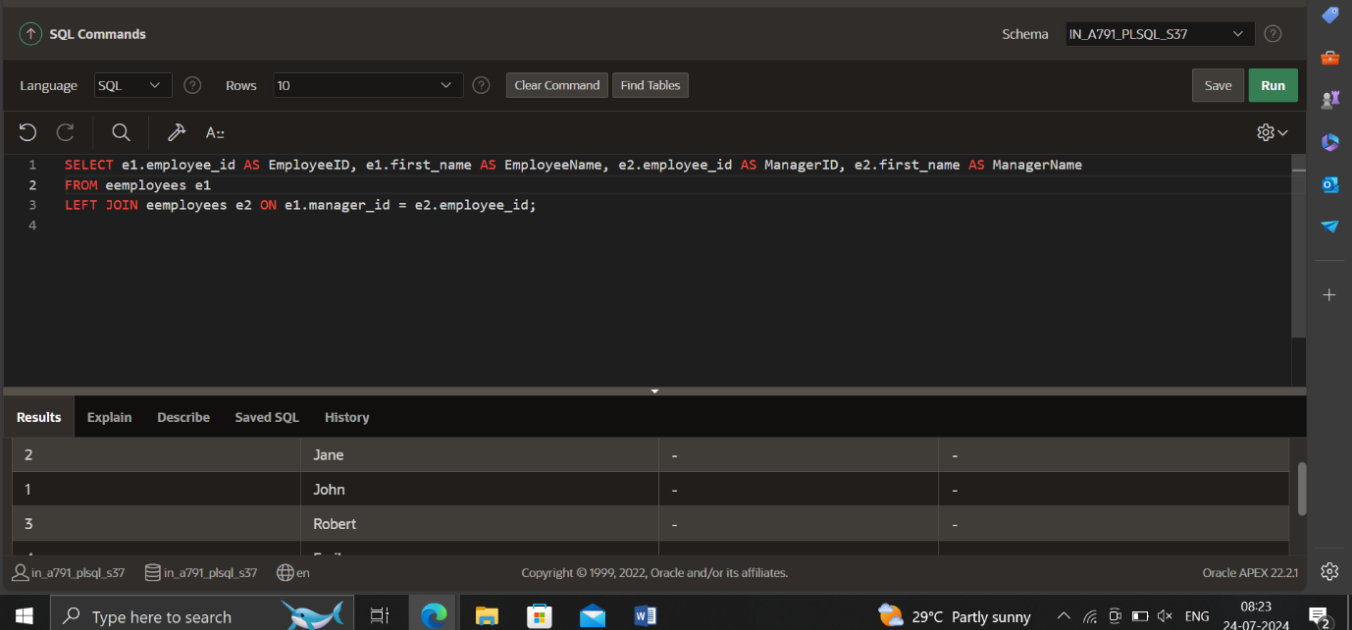 SQL Commands
Schema IN_A791_PLSQL_S37
Language SQL Rows 10 Clear Command Find Tables Save Run
1 SELECT e1.employee_id AS EmployeeID, e1.first_name AS EmployeeName, e2.employee_id AS ManagerID, e2.first_name AS ManagerName
2 FROM eemployees e1
3 LEFT JOIN eemployees e2 ON e1.manager_id = e2.employee_id;
4
Results Explain Describe Saved SQL History
2 Jane - -
1 John - -
3 Robert - -
in_a791_plsql_s37 in_a791_plsql_s37 en Copyright © 1999, 2022, Oracle and/or its affiliates. Oracle APEX 22.2.1
Type here to search 29°C Partly sunny ENG 08:23
24-07-2024 2